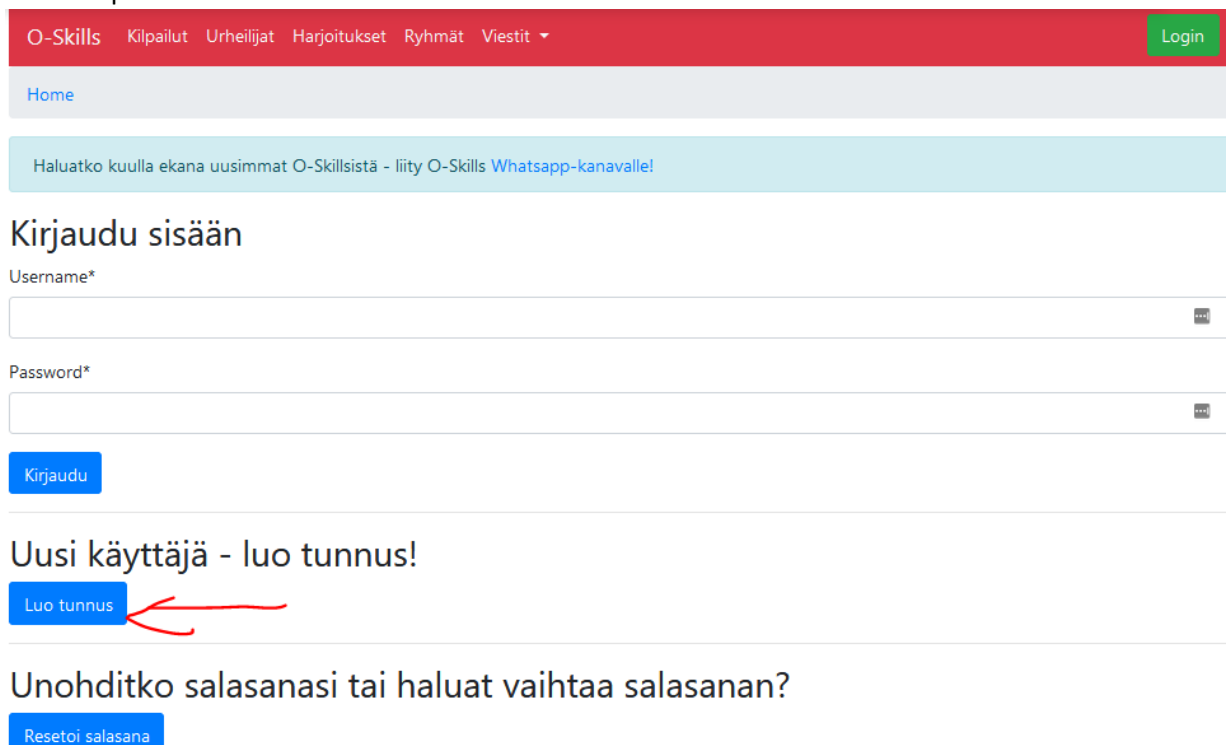 O-Skills Kilpailut Urheilijat Harjoitukset Ryhmät Viestit Login
Home
Haluatko kuulla ekana uusimmat O-Skillsistä - liity O-Skills Whatsapp-kanavalle!
Kirjaudu sisään
Username*
Password*
Kirjaudu
Uusi käyttäjä - luo tunnus!
Luo tunnus
Unohditko salasanasi tai haluat vaihtaa salasanan?
Resetoi salasana